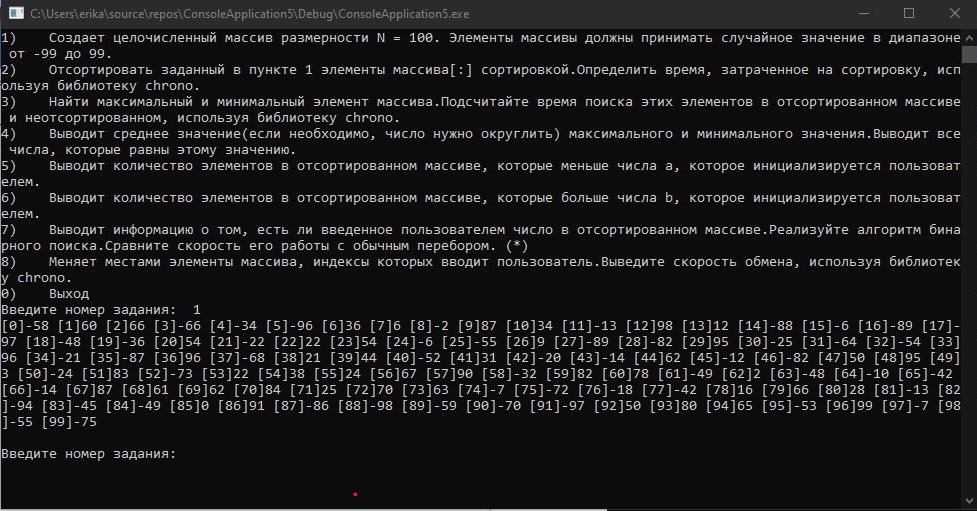 C:\Users\erika\source\repos\ConsoleApplication5\Debug\ConsoleApplication5.exe
1)    Создает целочисленный массив размерности N = 100. Элементы массивы должны принимать случайное значение в диапазоне
 от -99 до 99.
2)    Отсортировать заданный в пункте 1 элементы массива[:] сортировкой.Определить время, затраченное на сортировку, исп
ользуя библиотеку chrono.
3)    Найти максимальный и минимальный элемент массива.Подсчитайте время поиска этих элементов в отсортированном массиве
 и неотсортированном, используя библиотеку chrono.
4)    Выводит среднее значение(если необходимо, число нужно округлить) максимального и минимального значения.Выводит все
 числа, которые равны этому значению.
5)    Выводит количество элементов в отсортированном массиве, которые меньше числа a, которое инициализируется пользоват
елем.
6)    Выводит количество элементов в отсортированном массиве, которые больше числа b, которое инициализируется пользоват
елем.
7)    Выводит информацию о том, есть ли введенное пользователем число в отсортированном массиве.Реализуйте алгоритм бина
рного поиска.Сравните скорость его работы с обычным перебором. (*)
8)    Меняет местами элементы массива, индексы которых вводит пользователь.Выведите скорость обмена, используя библиотек
у chrono.
0)    Выход
Введите номер задания:  1
[0]-58 [1]60 [2]66 [3]-66 [4]-34 [5]-96 [6]36 [7]6 [8]-2 [9]87 [10]34 [11]-13 [12]98 [13]12 [14]-88 [15]-6 [16]-89 [17]-
97 [18]-48 [19]-36 [20]54 [21]-22 [22]22 [23]54 [24]-6 [25]-55 [26]9 [27]-89 [28]-82 [29]95 [30]-25 [31]-64 [32]-54 [33]
96 [34]-21 [35]-87 [36]96 [37]-68 [38]21 [39]44 [40]-52 [41]31 [42]-20 [43]-14 [44]62 [45]-12 [46]-82 [47]50 [48]95 [49]
3 [50]-24 [51]83 [52]-73 [53]22 [54]38 [55]24 [56]67 [57]90 [58]-32 [59]82 [60]78 [61]-49 [62]2 [63]-48 [64]-10 [65]-42
[66]-14 [67]87 [68]61 [69]62 [70]84 [71]25 [72]70 [73]63 [74]-7 [75]-72 [76]-18 [77]-42 [78]16 [79]66 [80]28 [81]-13 [82
]-94 [83]-45 [84]-49 [85]0 [86]91 [87]-86 [88]-98 [89]-59 [90]-70 [91]-97 [92]50 [93]80 [94]65 [95]-53 [96]99 [97]-7 [98
]-55 [99]-75
Введите номер задания: